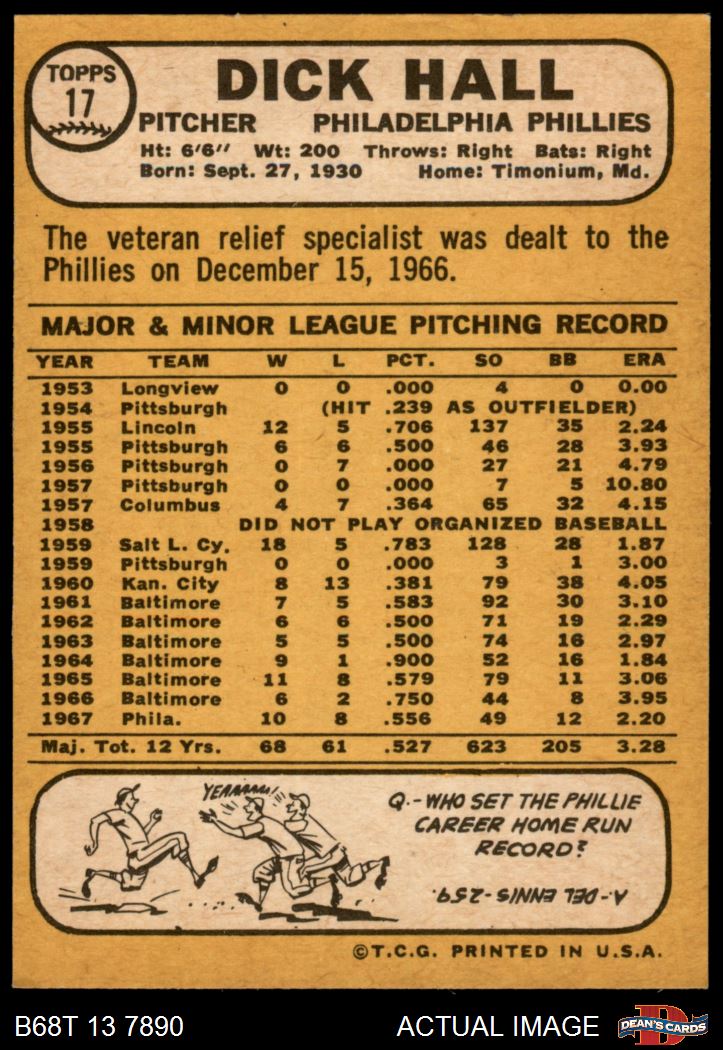 TOPPS
17
DICK HALL
PITCHER PHILADELPHIA PHILLIES
Ht: 6'6" Wt: 200 Throws: Right Bats: Right
Born: Sept. 27, 1930 Home: Timonium, Md.
The veteran relief specialist was dealt to the
Phillies on December 15, 1966.
MAJOR & MINOR LEAGUE PITCHING RECORD
YEAR TEAM W L PCT. SO BB ERA
1953 Longview 0 0 .000 4 0 0.00
1954 Pittsburgh (HIT .239 AS OUTFIELDER)
1955 Lincoln 12 5 .706 137 35 2.24
1955 Pittsburgh 6 6 .500 46 28 3.93
1956 Pittsburgh 0 7 .000 27 21 4.79
1957 Pittsburgh 0 0 .000 7 5 10.80
1957 Columbus 4 7 .364 65 32 4.15
1958 DID NOT PLAY ORGANIZED BASEBALL
1959 Salt L. Cy. 18 5 .783 128 28 1.87
1959 Pittsburgh 0 0 .000 3 1 3.00
1960 Kan. City 8 13 .381 79 38 4.05
1961 Baltimore 7 5 .583 92 30 3.10
1962 Baltimore 6 6 .500 71 19 2.29
1963 Baltimore 5 5 .500 74 16 2.97
1964 Baltimore 9 1 .900 52 16 1.84
1965 Baltimore 11 8 .579 79 11 3.06
1966 Baltimore 6 2 .750 44 8 3.95
1967 Phila. 10 8 .556 49 12 2.20
Maj. Tot. 12 Yrs. 68 61 .527 623 205 3.28
YEAAAAA!
Q.-WHO SET THE PHILLIE
CAREER HOME RUN
RECORD?
A.-DEL ENNIS-259.
©T.C.G. PRINTED IN U.S.A.
B68T 13 7890 ACTUAL IMAGE
D
DEAN'S CARDS